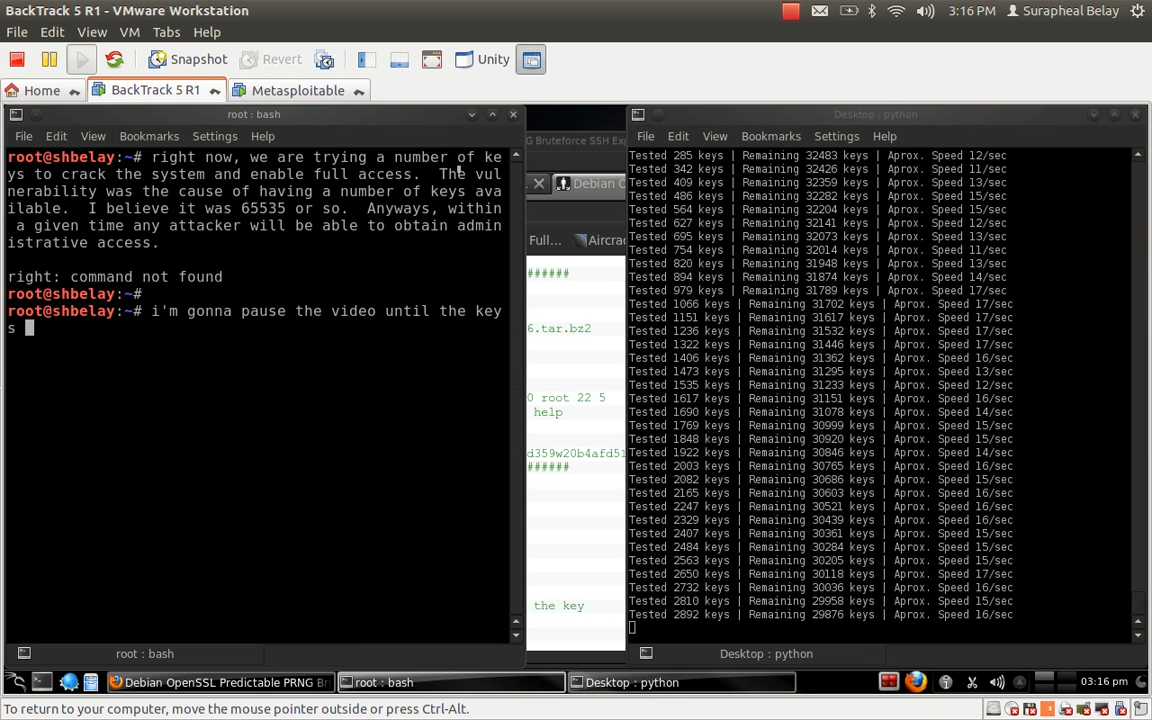 BackTrack 5 R1 - VMware Workstation
3:16 PM
Surapheal Belay
File Edit View VM Tabs Help
Snapshot
Revert
Unity
Home
BackTrack 5 R1
Metasploitable
root : bash
File Edit View Bookmarks Settings Help
root@shbelay:~# right now, we are trying a number of ke
ys to crack the system and enable full access.  The vul
nerability was the cause of having a number of keys ava
ilable.  I believe it was 65535 or so.  Anyways, within
 a given time any attacker will be able to obtain admin
istrative access.
right: command not found
root@shbelay:~#
root@shbelay:~# i'm gonna pause the video until the key
s
root : bash
G Bruteforce SSH Exp
Debian O
Full...
Aircra
######
6.tar.bz2
0 root 22 5
help
d359w20b4afd51
######
the key
Desktop : python
File Edit View Bookmarks Settings Help
Tested 285 keys | Remaining 32483 keys | Aprox. Speed 12/sec
Tested 342 keys | Remaining 32426 keys | Aprox. Speed 11/sec
Tested 409 keys | Remaining 32359 keys | Aprox. Speed 13/sec
Tested 486 keys | Remaining 32282 keys | Aprox. Speed 15/sec
Tested 564 keys | Remaining 32204 keys | Aprox. Speed 15/sec
Tested 627 keys | Remaining 32141 keys | Aprox. Speed 12/sec
Tested 695 keys | Remaining 32073 keys | Aprox. Speed 13/sec
Tested 754 keys | Remaining 32014 keys | Aprox. Speed 11/sec
Tested 820 keys | Remaining 31948 keys | Aprox. Speed 13/sec
Tested 894 keys | Remaining 31874 keys | Aprox. Speed 14/sec
Tested 979 keys | Remaining 31789 keys | Aprox. Speed 17/sec
Tested 1066 keys | Remaining 31702 keys | Aprox. Speed 17/sec
Tested 1151 keys | Remaining 31617 keys | Aprox. Speed 17/sec
Tested 1236 keys | Remaining 31532 keys | Aprox. Speed 17/sec
Tested 1322 keys | Remaining 31446 keys | Aprox. Speed 17/sec
Tested 1406 keys | Remaining 31362 keys | Aprox. Speed 16/sec
Tested 1473 keys | Remaining 31295 keys | Aprox. Speed 13/sec
Tested 1535 keys | Remaining 31233 keys | Aprox. Speed 12/sec
Tested 1617 keys | Remaining 31151 keys | Aprox. Speed 16/sec
Tested 1690 keys | Remaining 31078 keys | Aprox. Speed 14/sec
Tested 1769 keys | Remaining 30999 keys | Aprox. Speed 15/sec
Tested 1848 keys | Remaining 30920 keys | Aprox. Speed 15/sec
Tested 1922 keys | Remaining 30846 keys | Aprox. Speed 14/sec
Tested 2003 keys | Remaining 30765 keys | Aprox. Speed 16/sec
Tested 2082 keys | Remaining 30686 keys | Aprox. Speed 15/sec
Tested 2165 keys | Remaining 30603 keys | Aprox. Speed 16/sec
Tested 2247 keys | Remaining 30521 keys | Aprox. Speed 16/sec
Tested 2329 keys | Remaining 30439 keys | Aprox. Speed 16/sec
Tested 2407 keys | Remaining 30361 keys | Aprox. Speed 15/sec
Tested 2484 keys | Remaining 30284 keys | Aprox. Speed 15/sec
Tested 2563 keys | Remaining 30205 keys | Aprox. Speed 15/sec
Tested 2650 keys | Remaining 30118 keys | Aprox. Speed 17/sec
Tested 2732 keys | Remaining 30036 keys | Aprox. Speed 16/sec
Tested 2810 keys | Remaining 29958 keys | Aprox. Speed 15/sec
Tested 2892 keys | Remaining 29876 keys | Aprox. Speed 16/sec
Desktop : python
Debian OpenSSL Predictable PRNG Br
root : bash
Desktop : python
03:16 pm
To return to your computer, move the mouse pointer outside or press Ctrl-Alt.